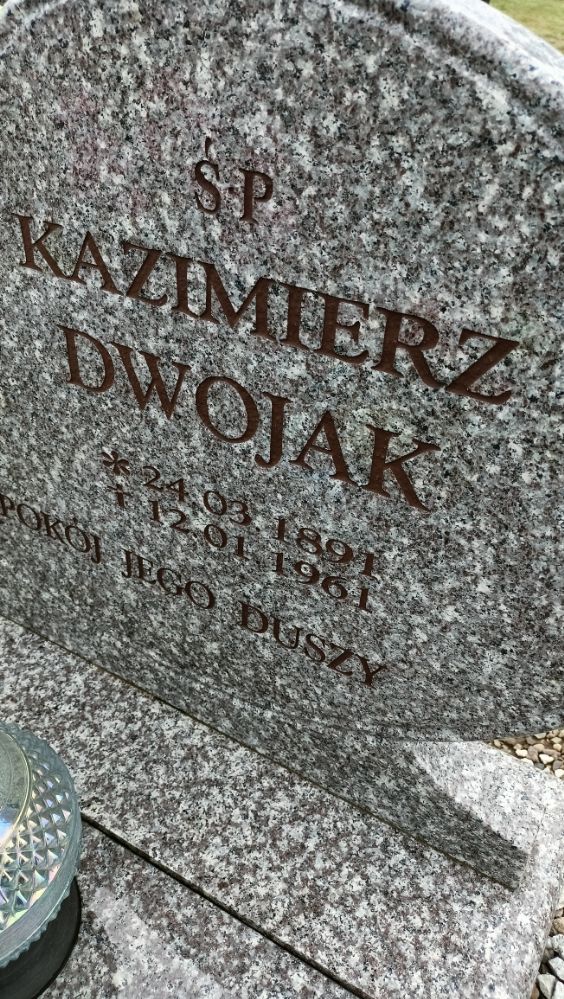 Ś.P
KAZIMIERZ
DWOJAK
* 24 03 1891
† 12 01 1961
POKÓJ JEGO DUSZY